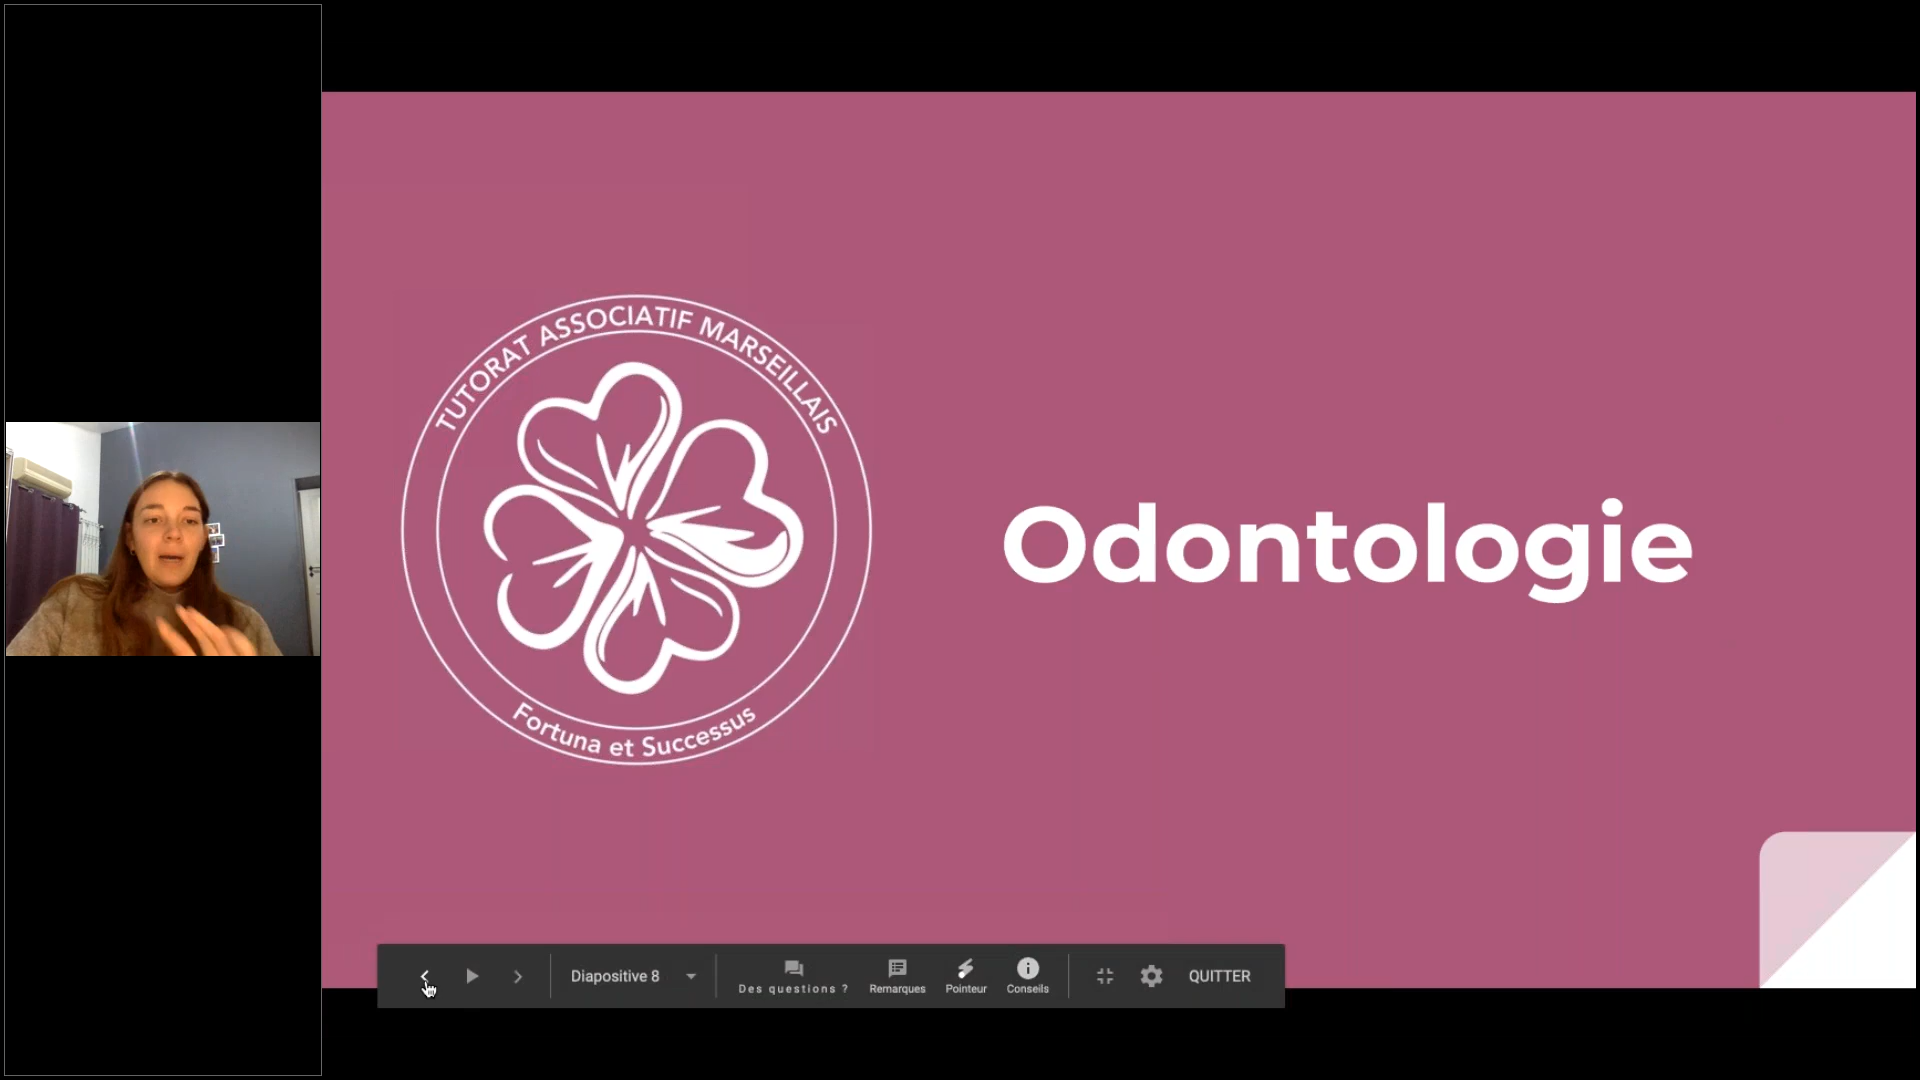 TUTORAT ASSOCIATIF MARSEILLAIS
Fortuna et Successus
Odontologie
Diapositive 8
Des questions ?
Remarques
Pointeur
Conseils
QUITTER